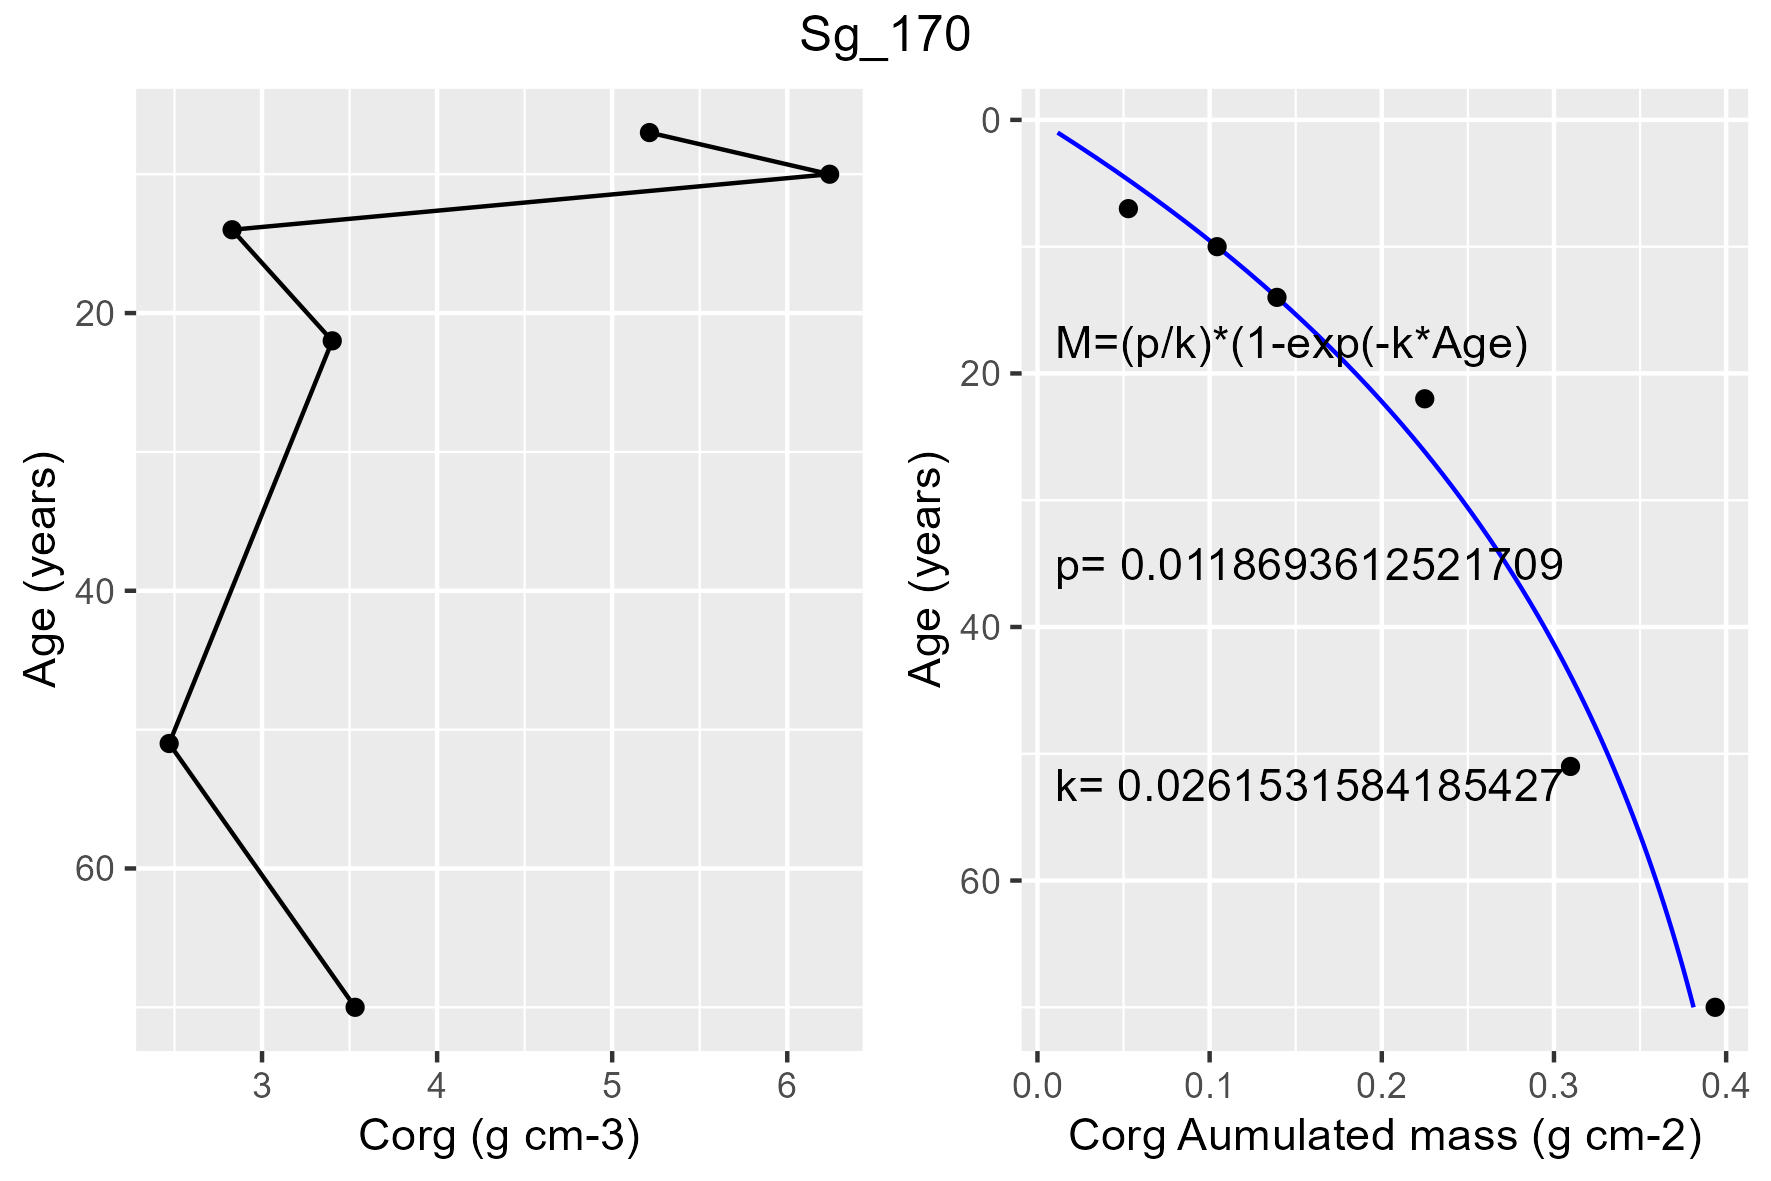 Sg_170
20
40
60
3
4
5
6
Age (years)
Corg (g cm-3)
M=(p/k)*(1-exp(-k*Age)
p= 0.0118693612521709
k= 0.0261531584185427
0
20
40
60
0.0
0.1
0.2
0.3
0.4
Age (years)
Corg Aumulated mass (g cm-2)